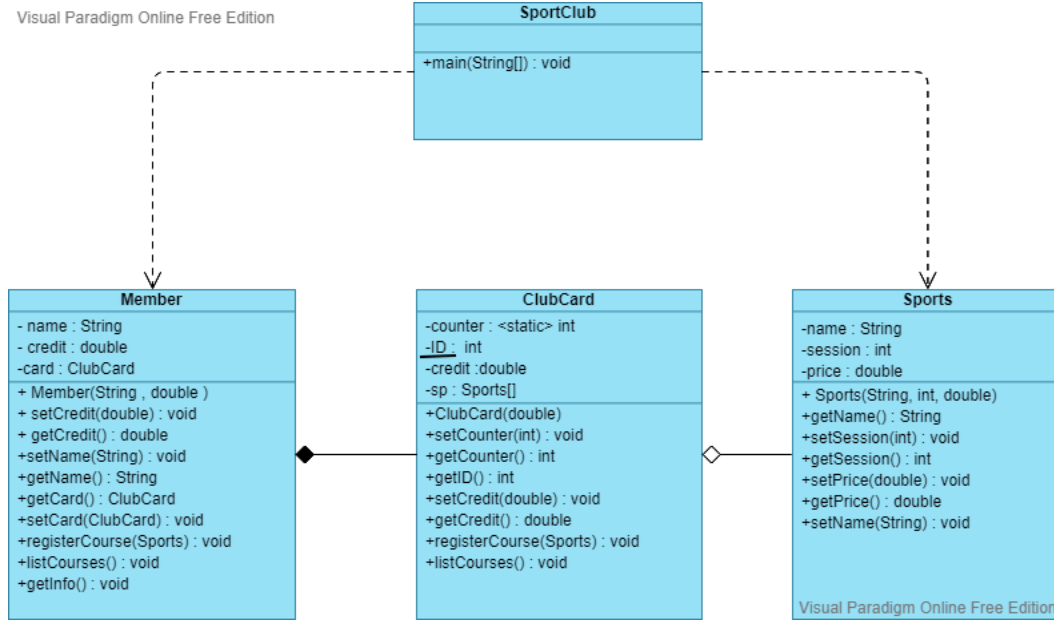 Visual Paradigm Online Free Edition
SportClub
+main(String[]) : void
Member
- name : String
- credit : double
-card : ClubCard
+ Member(String , double )
+ setCredit(double) : void
+ getCredit() : double
+setName(String) : void
+getName() : String
+getCard() : ClubCard
+setCard(ClubCard) : void
+registerCourse(Sports) : void
+listCourses() : void
+getInfo() : void
ClubCard
-counter : <static> int
-ID : int
-credit :double
-sp : Sports[]
+ClubCard(double)
+setCounter(int) : void
+getCounter() : int
+getID() : int
+setCredit(double) : void
+getCredit() : double
+registerCourse(Sports) : void
+listCourses() : void
Sports
-name : String
-session : int
-price : double
+ Sports(String, int, double)
+getName() : String
+setSession(int) : void
+getSession() : int
+setPrice(double) : void
+getPrice() : double
+setName(String) : void
Visual Paradigm Online Free Edition